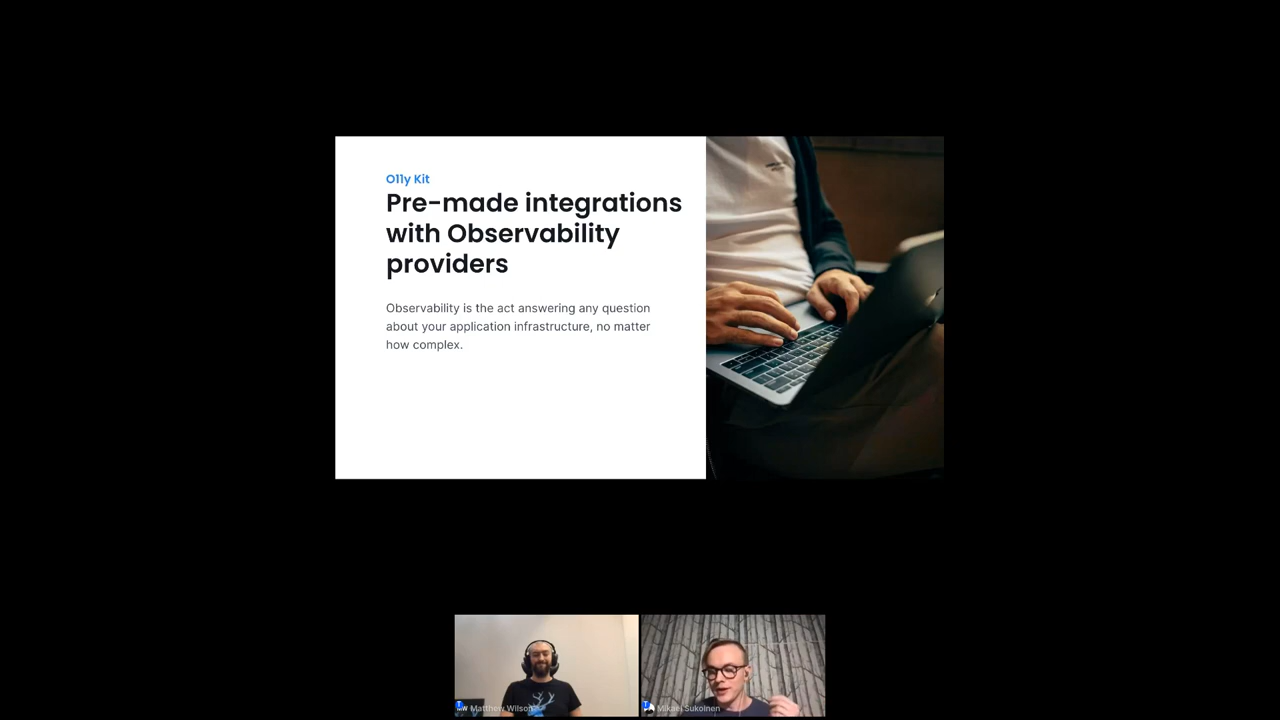 O11y Kit
Pre-made integrations
with Observability
providers
Observability is the act answering any question
about your application infrastructure, no matter
how complex.
Matthew Wilson
Mikael Sukoinen